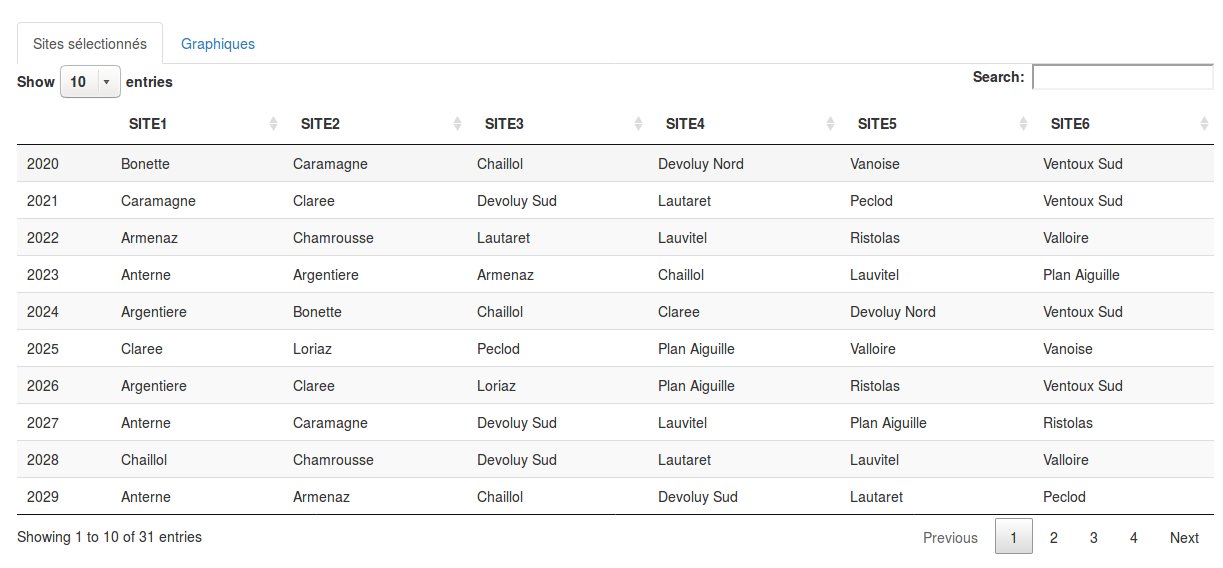 Sites sélectionnés Graphiques
Show 10 entries Search:
SITE1 SITE2 SITE3 SITE4 SITE5 SITE6
2020 Bonette Caramagne Chaillol Devoluy Nord Vanoise Ventoux Sud
2021 Caramagne Claree Devoluy Sud Lautaret Peclod Ventoux Sud
2022 Armenaz Chamrousse Lautaret Lauvitel Ristolas Valloire
2023 Anterne Argentiere Armenaz Chaillol Lauvitel Plan Aiguille
2024 Argentiere Bonette Chaillol Claree Devoluy Nord Ventoux Sud
2025 Claree Loriaz Peclod Plan Aiguille Valloire Vanoise
2026 Argentiere Claree Loriaz Plan Aiguille Ristolas Ventoux Sud
2027 Anterne Caramagne Devoluy Sud Lauvitel Plan Aiguille Ristolas
2028 Chaillol Chamrousse Devoluy Sud Lautaret Lauvitel Valloire
2029 Anterne Armenaz Chaillol Devoluy Sud Lautaret Peclod
Showing 1 to 10 of 31 entries Previous 1 2 3 4 Next